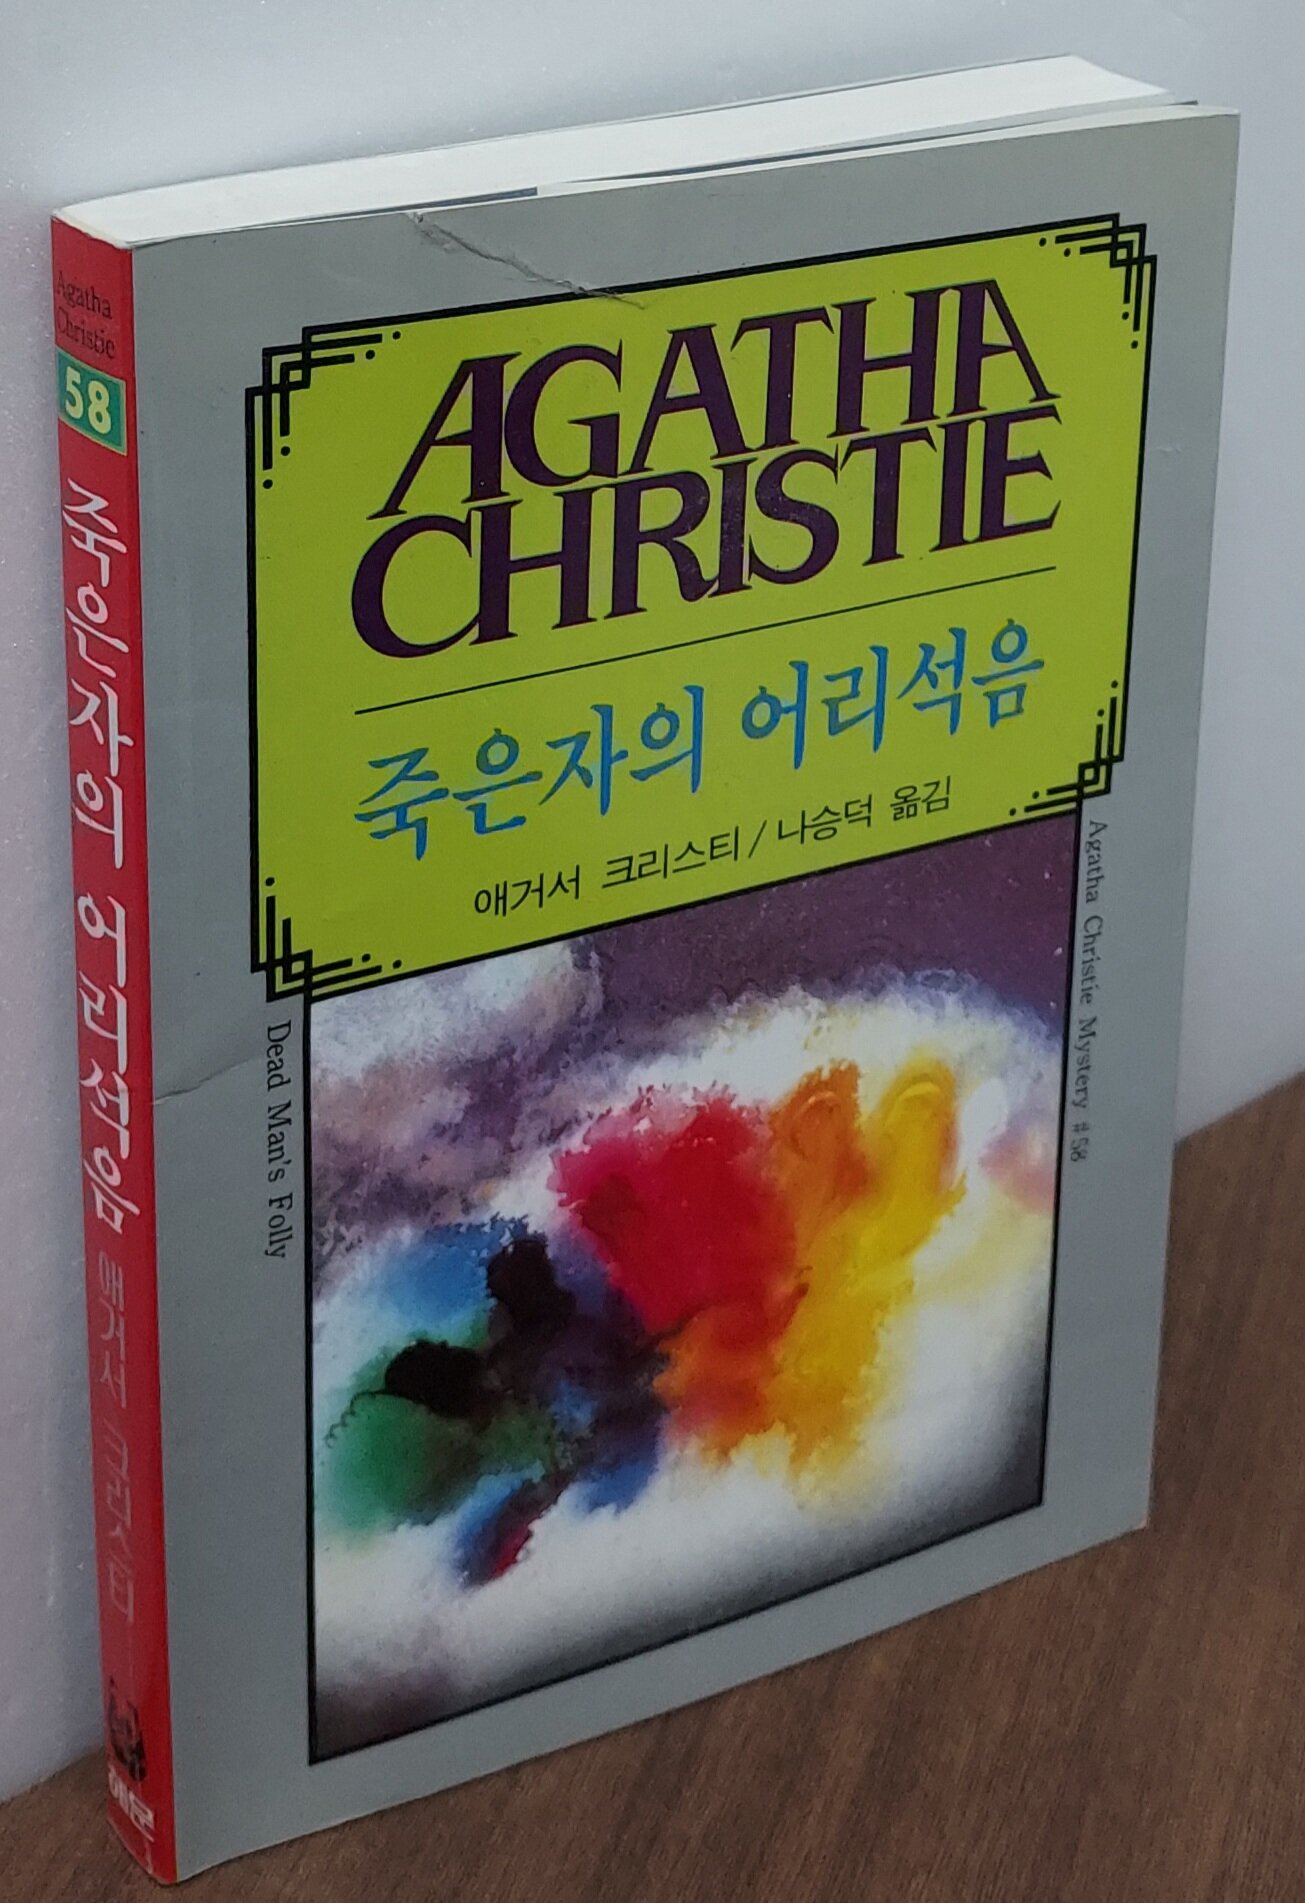 Agatha
Christie
58
죽은자의 어리석음 애거서 크리스티
해문
AGATHA
CHRISTIE
죽은자의 어리석음
애거서 크리스티 / 나승덕 옮김
Dead Man's Folly
Agatha Christie Mystery #58